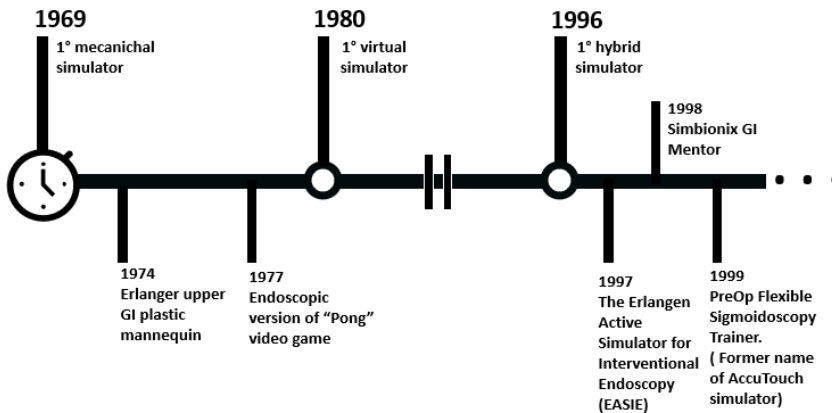 1969
1° mecanichal
simulator
1974
Erlanger upper
GI plastic
mannequin
1977
Endoscopic
version of “Pong”
video game
1980
1° virtual
simulator
1996
1° hybrid
simulator
1997
The Erlangen
Active
Simulator for
Interventional
Endoscopy
(EASIE)
1998
Simbionix GI
Mentor
1999
PreOp Flexible
Sigmoidoscopy
Trainer.
( Former name
of AccuTouch
simulator)